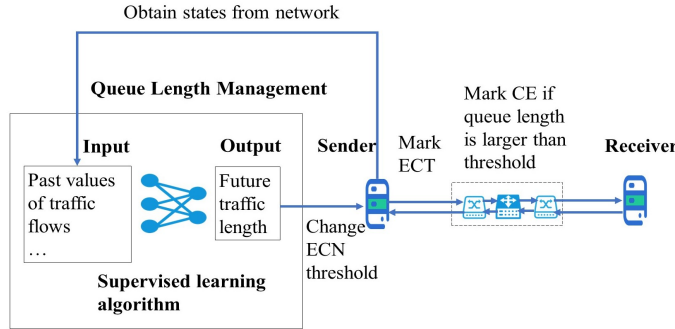 Obtain states from network
Queue Length Management
Input
Output
Past values
of traffic
flows
…
Future
traffic
length
Supervised learning
algorithm
Sender
Change
ECN
threshold
Mark
ECT
Mark CE if
queue length
is larger than
threshold
Receiver